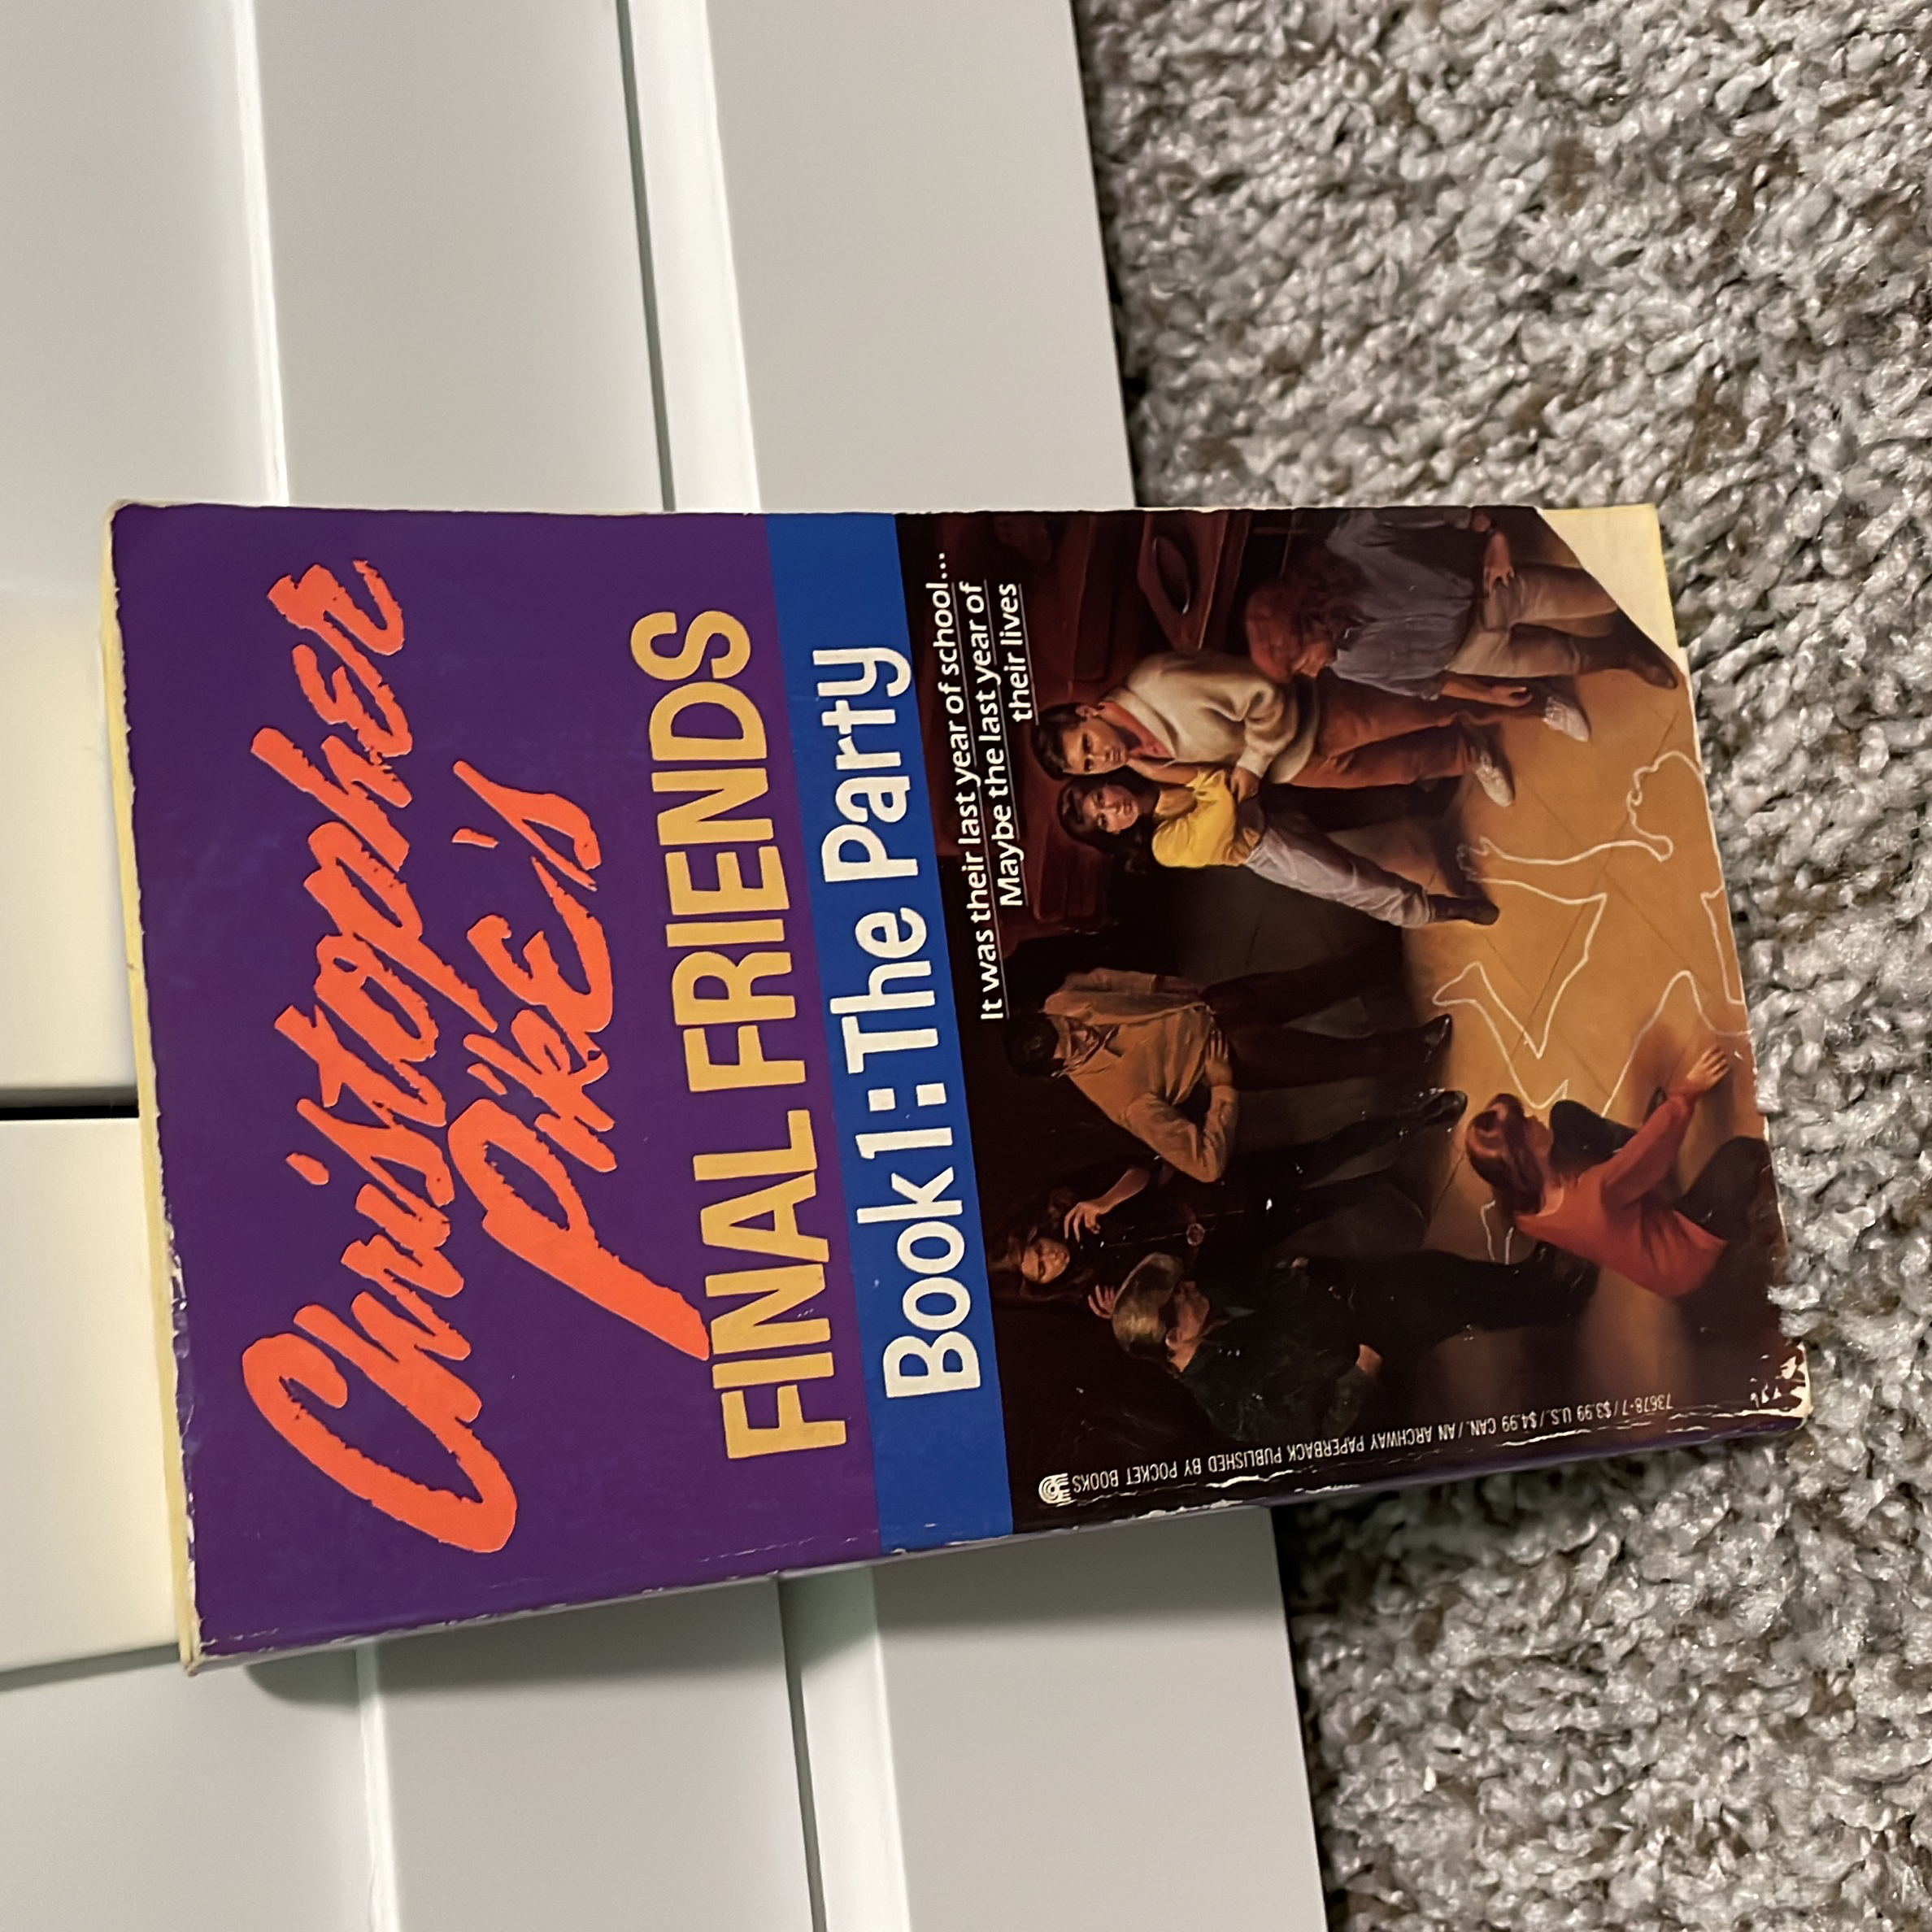 Christopher
Pike's
FINAL FRIENDS
Book 1: The Party
It was their last year of school...
Maybe the last year of
their lives
73678-7 / $3.99 U.S. / $4.99 CAN. / AN ARCHWAY PAPERBACK PUBLISHED BY POCKET BOOKS